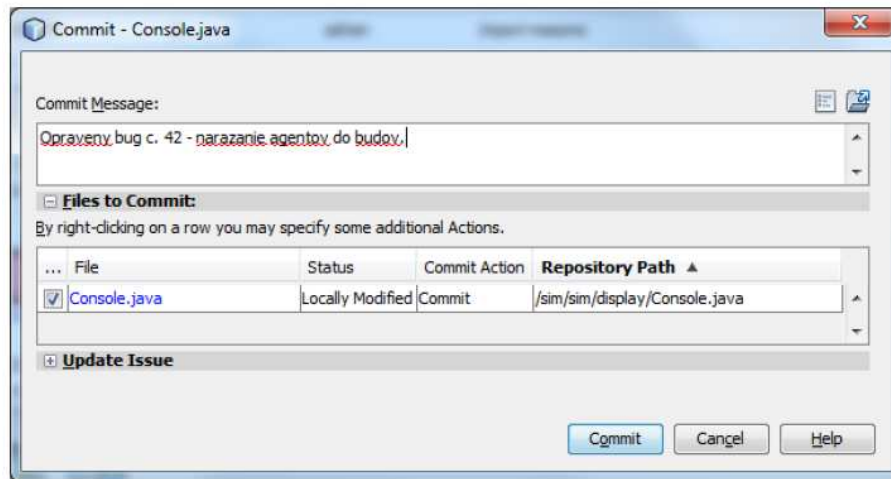 Commit - Console.java
Commit Message:
Opraveny bug c. 42 - narazanie agentov do budov.
Files to Commit:
By right-clicking on a row you may specify some additional Actions.
... File Status Commit Action Repository Path
Console.java Locally Modified Commit /sim/sim/display/Console.java
Update Issue
Commit Cancel Help